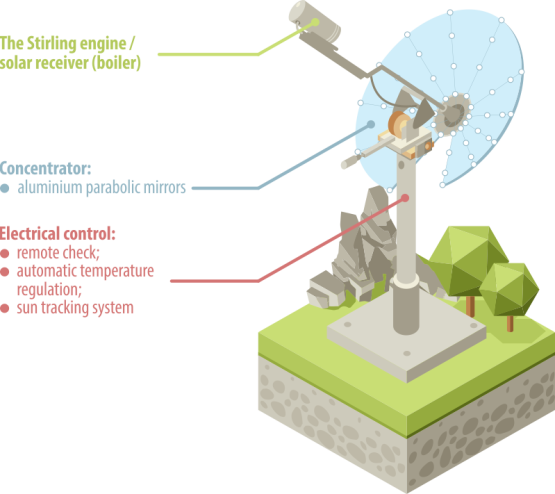 The Stirling engine /
solar receiver (boiler)
Concentrator:
● aluminium parabolic mirrors
Electrical control:
● remote check;
● automatic temperature
regulation;
● sun tracking system